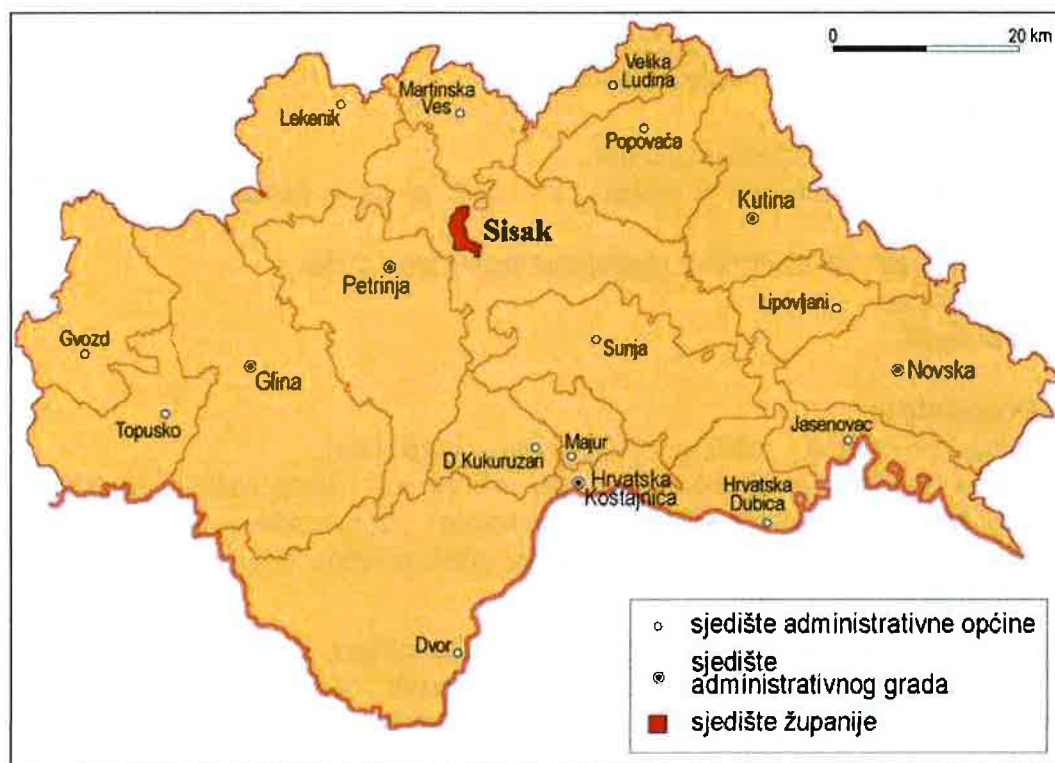 0 20 km
Velika
Ludina
Martinska
Ves
Lekenik
Popovača
Kutina
Sisak
Petrinja
Lipovljani
Gvozd
Sunja
Glina
Novska
Topusko
Jasenovac
Majur
D Kukuruzari
Hrvatska
Kostajnica
Hrvatska
Dubica
Dvor
sjedište administrativne općine
sjedište
administrativnog grada
sjedište županije